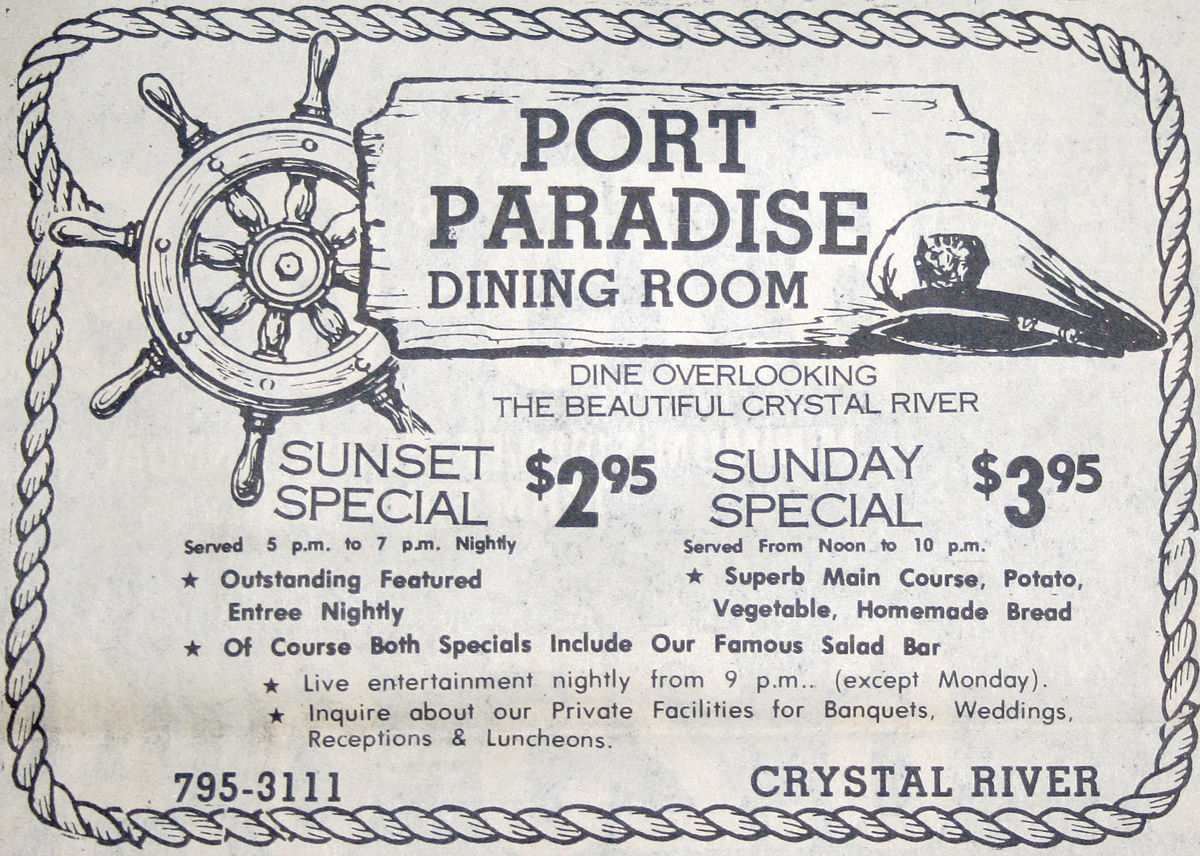 PORT
PARADISE
DINING ROOM
DINE OVERLOOKING
THE BEAUTIFUL CRYSTAL RIVER
SUNSET
SPECIAL
$2 95
Served 5 p.m. to 7 p.m. Nightly
★ Outstanding Featured
Entree Nightly
SUNDAY
SPECIAL
$3 95
Served From Noon to 10 p.m.
★ Superb Main Course, Potato,
Vegetable, Homemade Bread
★ Of Course Both Specials Include Our Famous Salad Bar
★ Live entertainment nightly from 9 p.m.. (except Monday).
★ Inquire about our Private Facilities for Banquets, Weddings,
Receptions & Luncheons.
795-3111
CRYSTAL RIVER